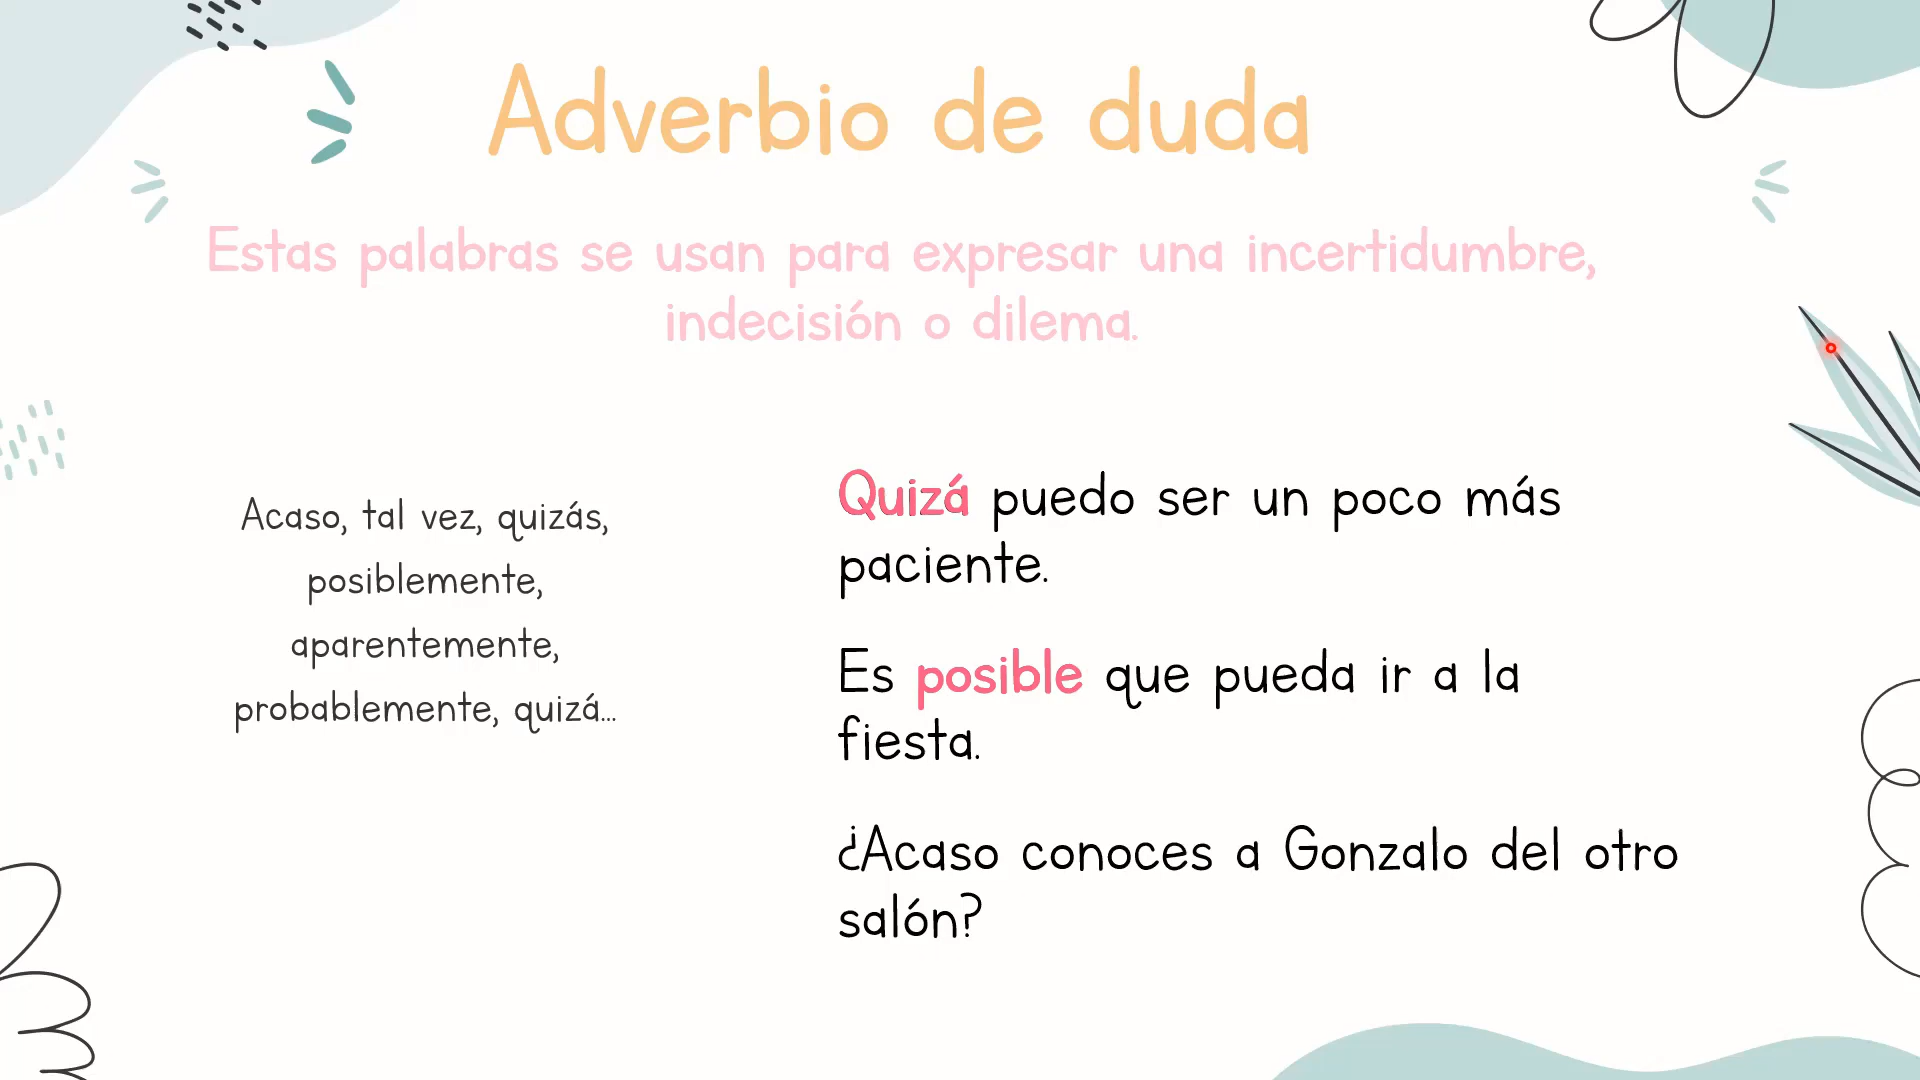 Adverbio de duda
Estas palabras se usan para expresar una incertidumbre,
indecisión o dilema.
Acaso, tal vez, quizás,
posiblemente,
aparentemente,
probablemente, quizá...
Quizá puedo ser un poco más
paciente.
Es posible que pueda ir a la
fiesta.
¿Acaso conoces a Gonzalo del otro
salón?